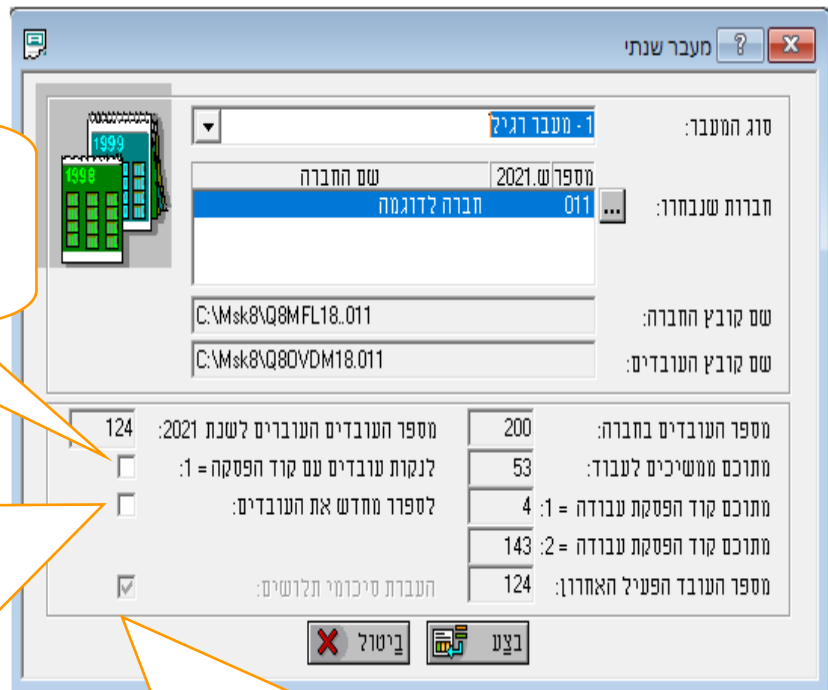 מעבר שנתי
סוג המעבר: 1 - מעבר רגיל
1999
1998
מספר ש.2021 שם החברה
חברות שנבחרו: ... 011 חברה לדוגמה
שם קובץ החברה: C:\Msk8\Q8MFL18..011
שם קובץ העובדים: C:\Msk8\Q8OVDM18.011
מספר העובדים בחברה: 200 מספר העובדים העוברים לשנת 2021: 124
מתוכם ממשיכים לעבוד: 53 לנקות עובדים עם קוד הפסקה = 1:
מתוכם קוד הפסקת עבודה = 1: 4 לספרר מחדש את העובדים:
מתוכם קוד הפסקת עבודה = 2: 143
מספר העובד הפעיל האחרון: 124 העברת סיכומי תלושים:
בצע ביטול